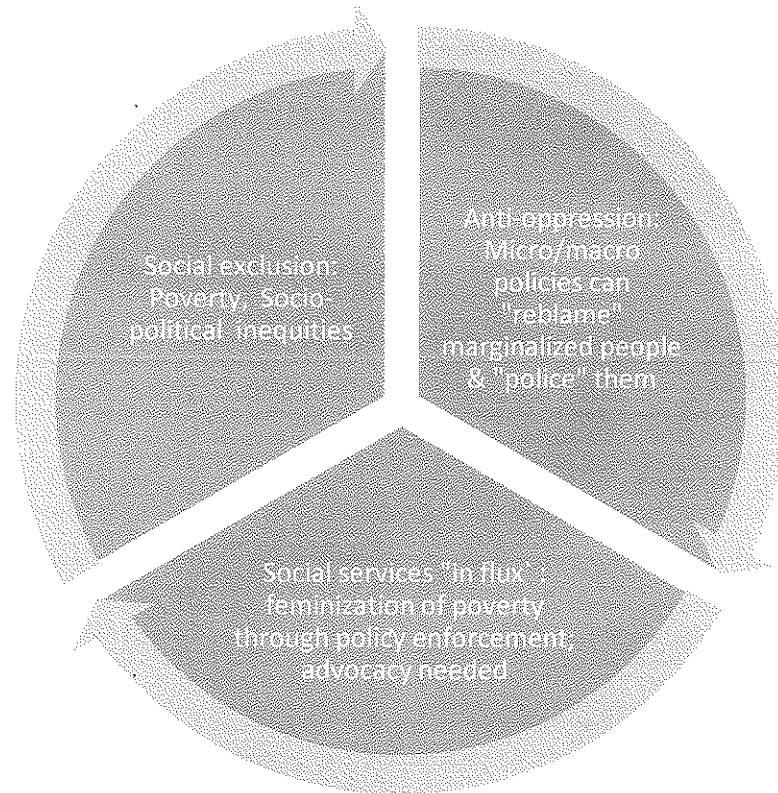 Social exclusion:
Poverty, Socio-
political inequities
Anti-oppression:
Micro/macro
policies can
"reblame"
marginalized people
& "police" them
Social services "in flux":
feminization of poverty
through policy enforcement;
advocacy needed